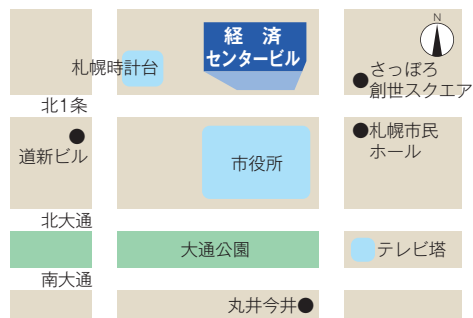 経　済
センタービル
N
札幌時計台
さっぽろ
創世スクエア
北1条
道新ビル
市役所
札幌市民
ホール
北大通
大通公園
テレビ塔
南大通
丸井今井